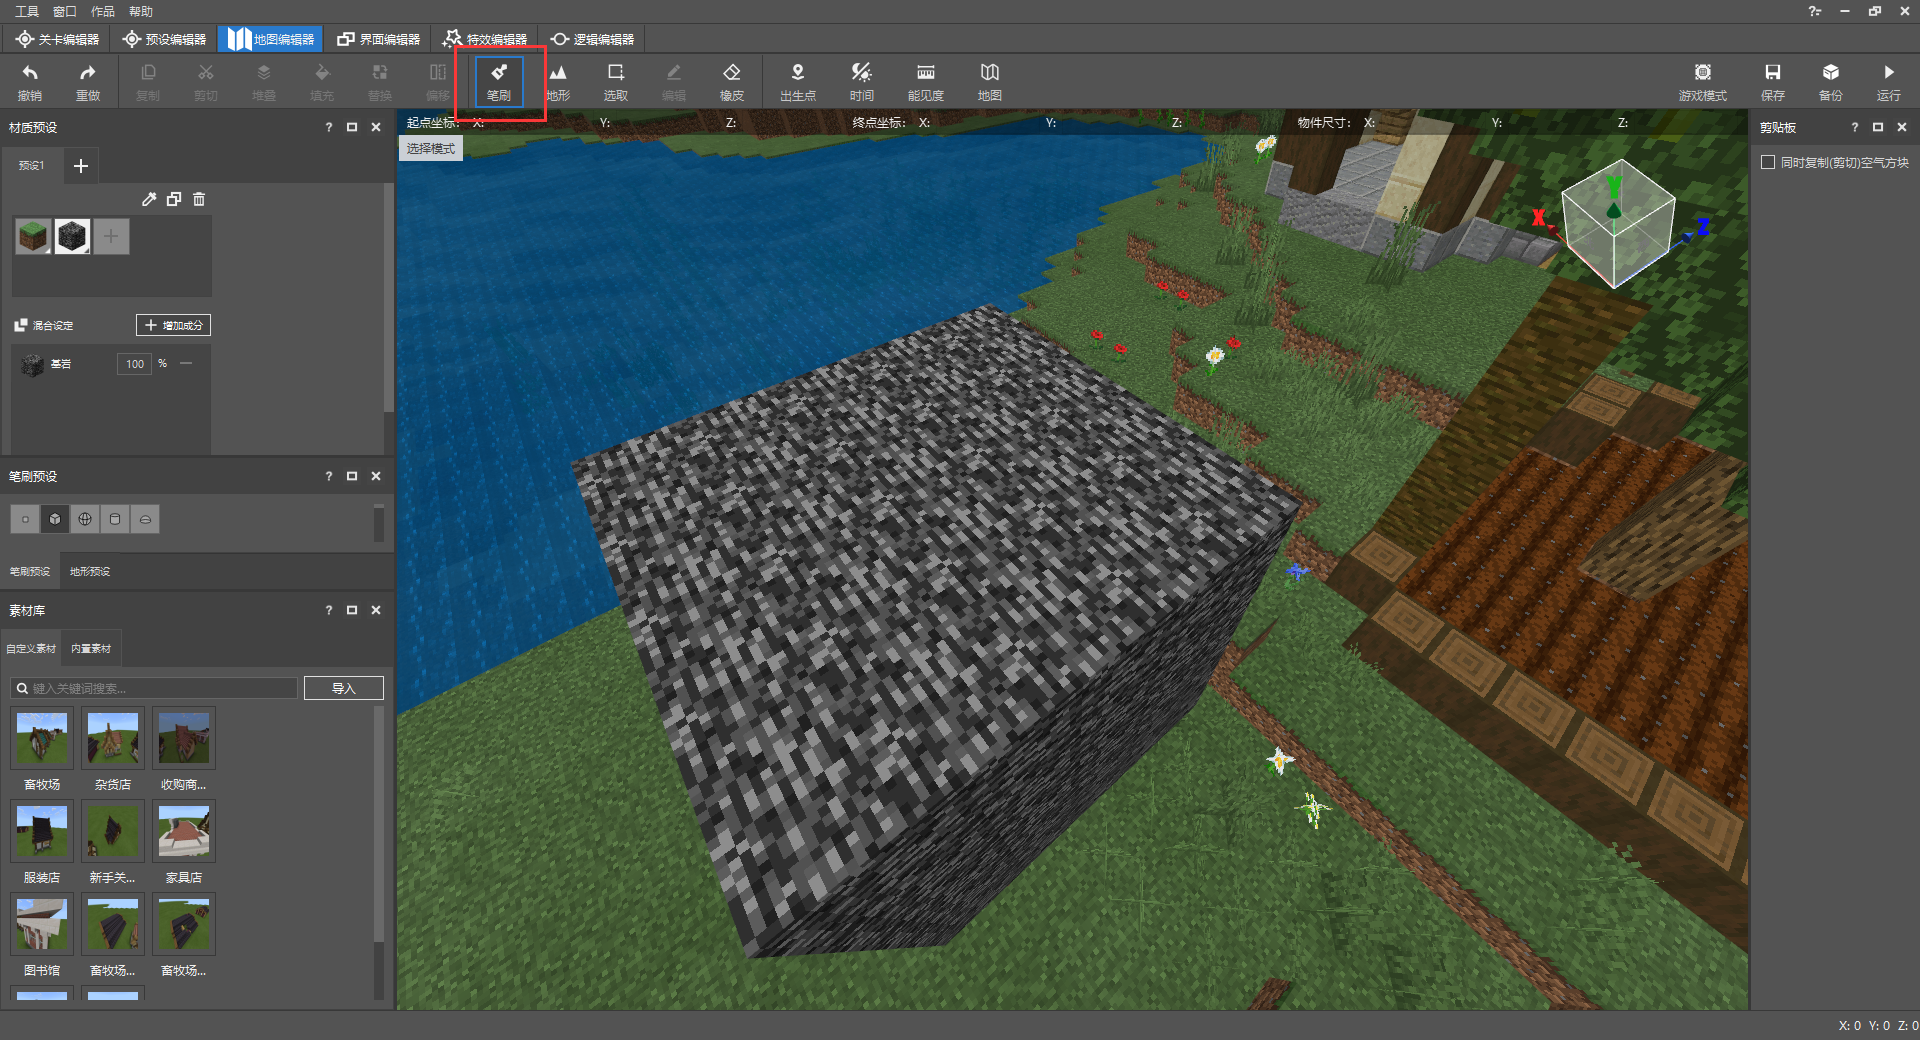 工具 窗口 作品 帮助
关卡编辑器 预设编辑器 地图编辑器 界面编辑器 特效编辑器 逻辑编辑器
撤销 重做 复制 剪切 堆叠 填充 替换 偏移 笔刷 地形 选取 编辑 橡皮 出生点 时间 能见度 地图 游戏模式 保存 备份 运行
材质预设 ?
起点坐标: X: Y: Z: 终点坐标: X: Y: Z: 物件尺寸: X: Y: Z:
剪贴板 ?
选择模式
同时复制(剪切)空气方块
预设1
Y
X
Z
混合设定 增加成分
基岩 100 %
笔刷预设 ?
笔刷预设 地形预设
素材库 ?
自定义素材 内置素材
键入关键词搜索... 导入
畜牧场 杂货店 收购商...
服装店 新手关... 家具店
图书馆 畜牧场... 畜牧场...
X: 0 Y: 0 Z: 0